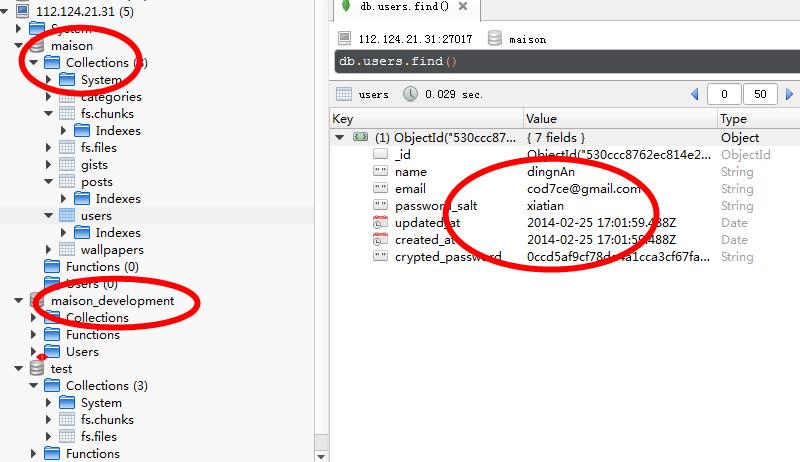 112.124.21.31 (5)
System
maison
Collections (8)
System
categories
fs.chunks
Indexes
fs.files
gists
posts
Indexes
users
Indexes
wallpapers
Functions (0)
Users (0)
maison_development
Collections
Functions
Users
test
Collections (3)
System
fs.chunks
fs.files
Functions
db.users.find()
112.124.21.31:27017 maison
db.users.find()
users 0.029 sec. 0 50
Key Value Type
(1) ObjectId("530ccc87... { 7 fields } Object
_id ObjectId("530ccc8762ec814e2... ObjectId
name dingnAn String
email cod7ce@gmail.com String
password_salt xiatian String
updated_at 2014-02-25 17:01:59.488Z Date
created_at 2014-02-25 17:01:59.488Z Date
crypted_password String